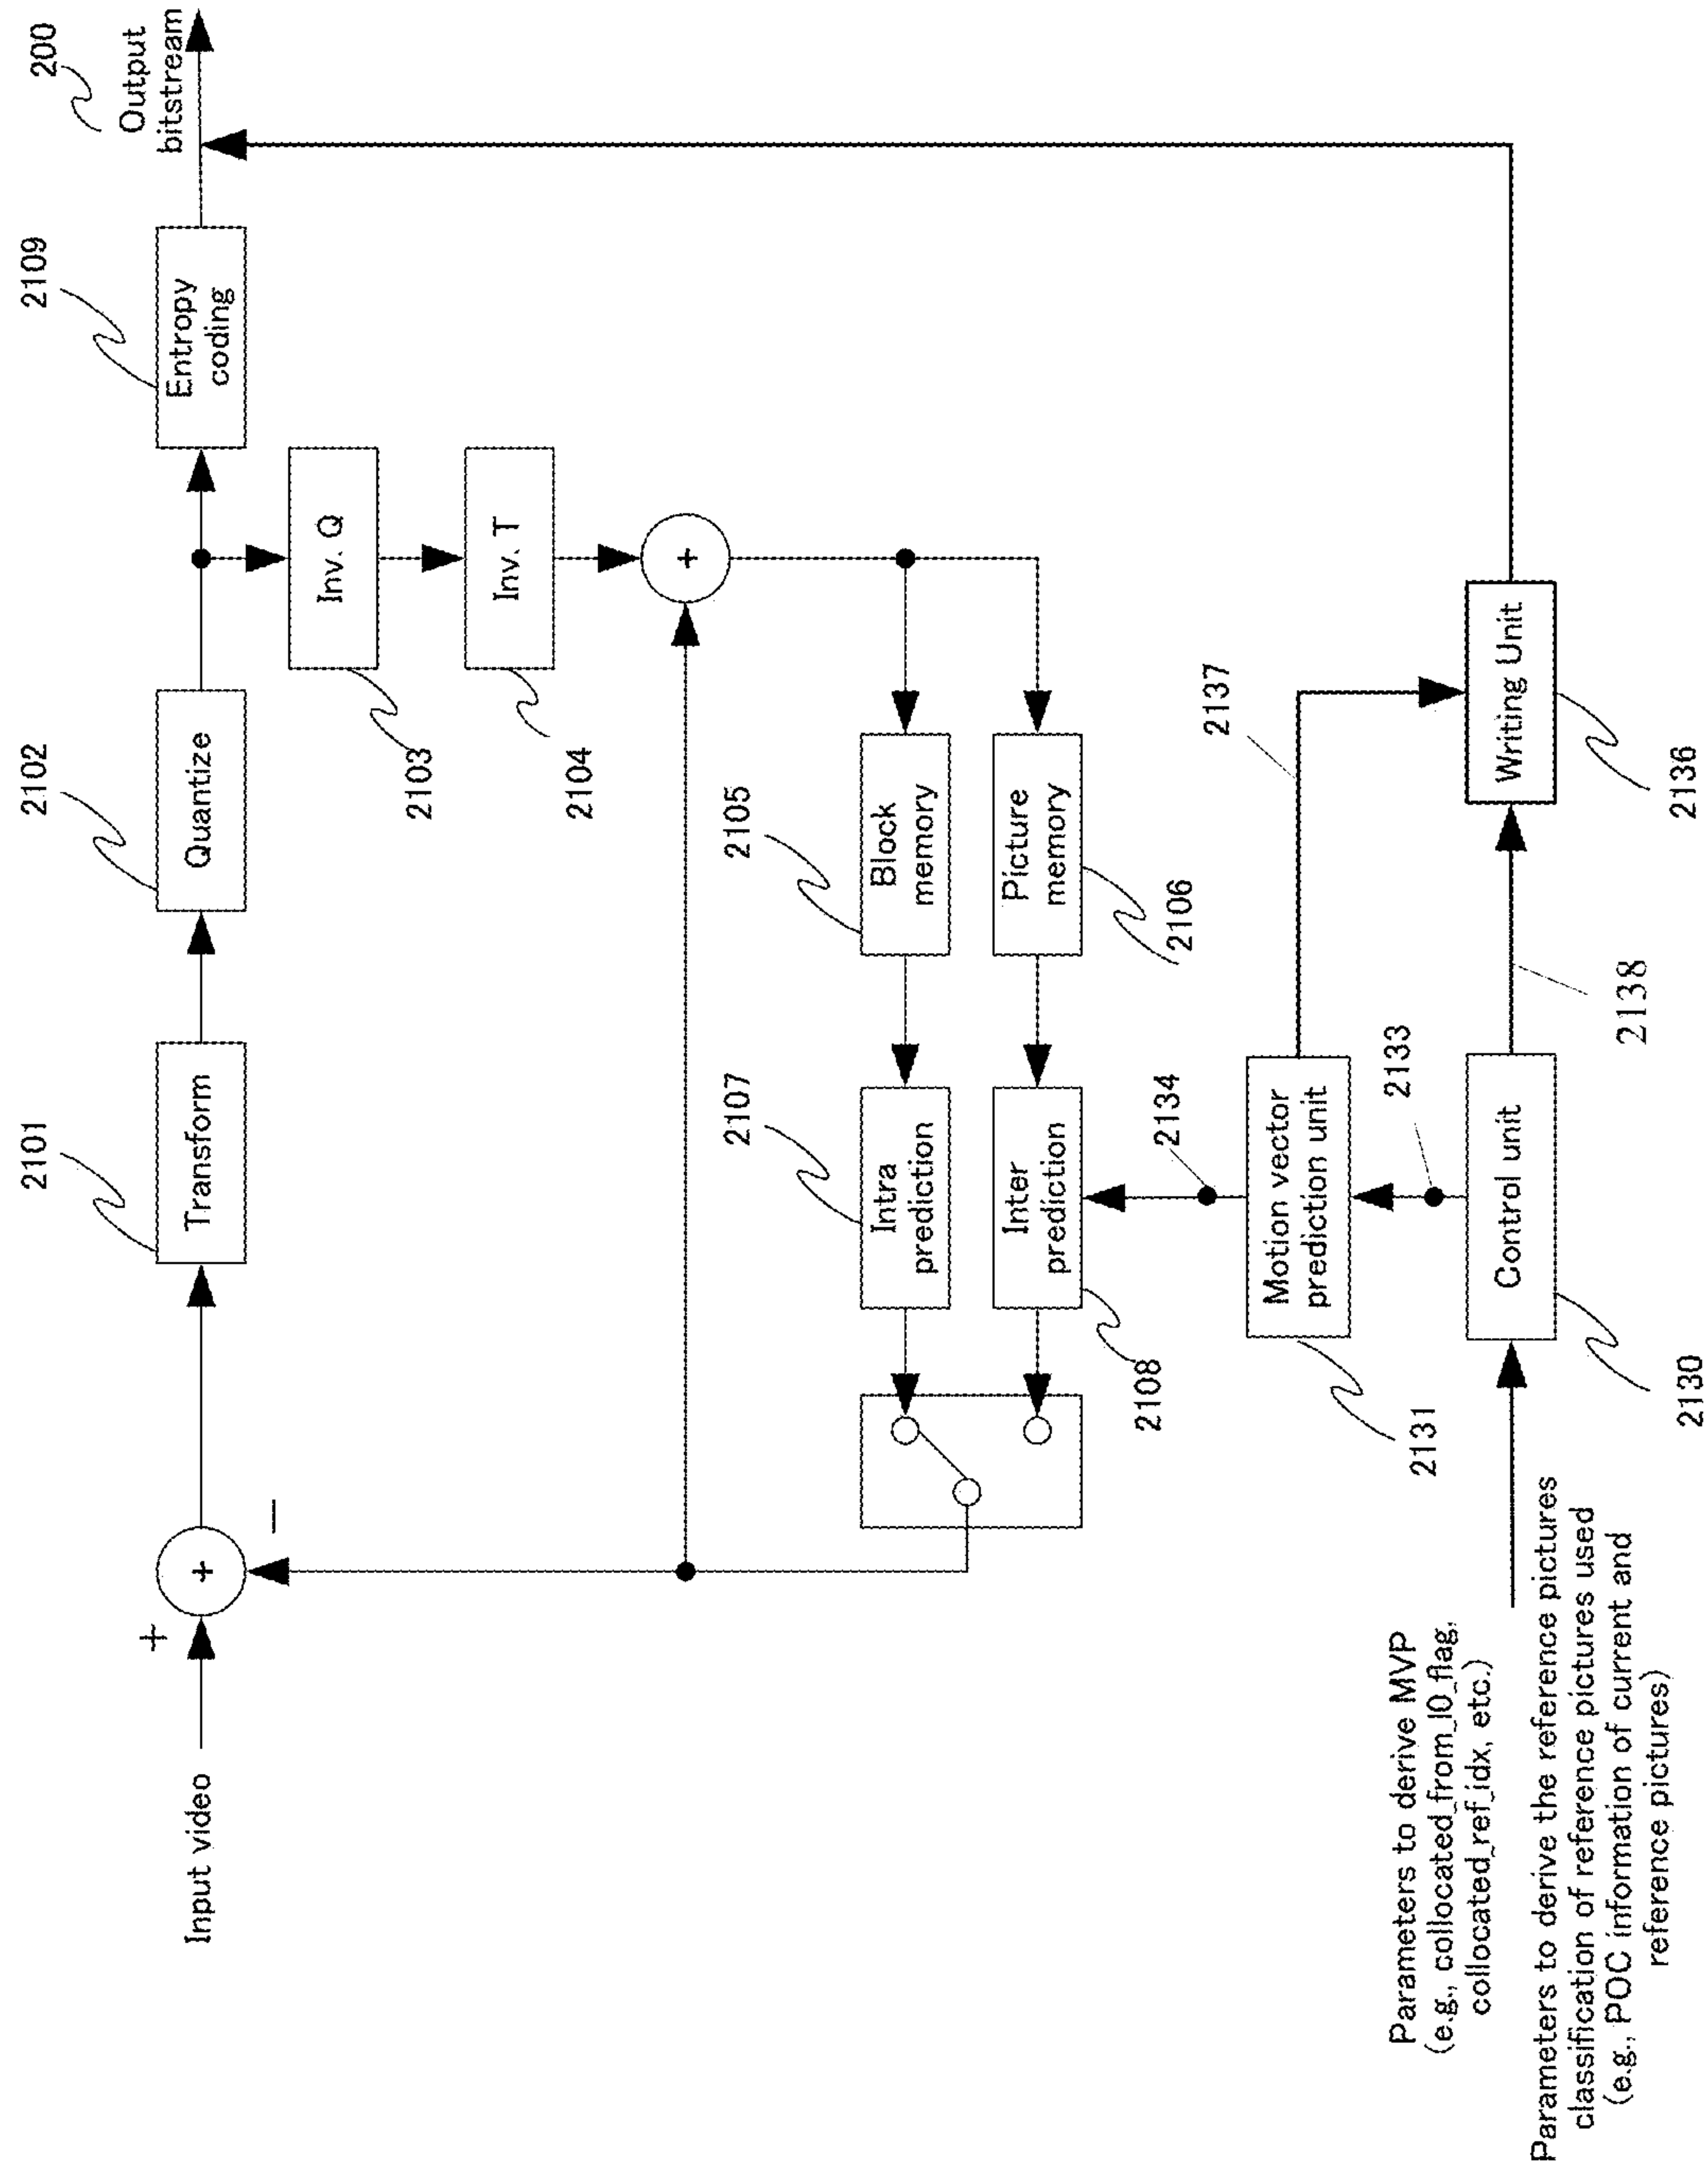 200
Output
bitstream
2109
Entropy
coding
2102
Quantize
2101
Transform
+
−
+
Input video
Inv. Q
2103
Inv. T
2104
+
2105
Block
memory
Picture
memory
2106
2107
Intra
prediction
Inter
prediction
2108
2134
2137
Motion vector
prediction unit
2131
2133
Writing Unit
2136
2138
Control unit
2130
Parameters to derive MVP
(e.g., collocated_from_l0_flag,
collocated_ref_idx, etc.)
Parameters to derive the reference pictures
classification of reference pictures used
(e.g., POC information of current and
reference pictures)